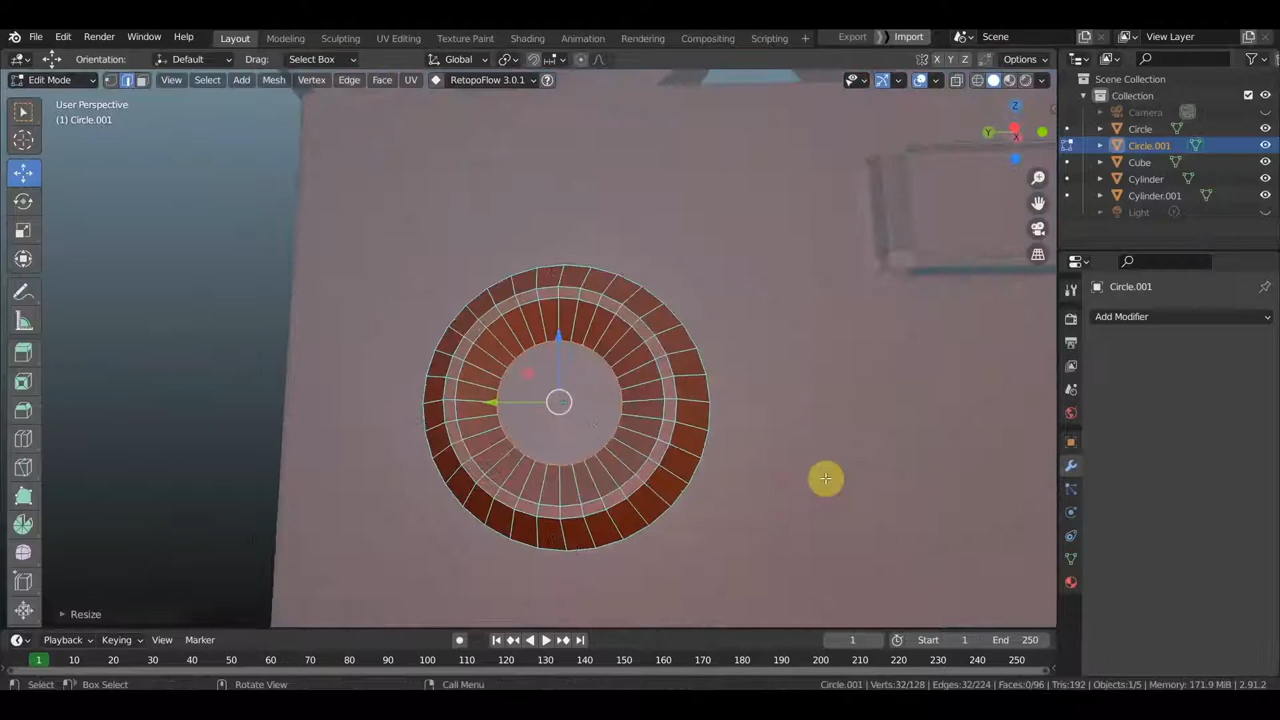 File Edit Render Window Help Layout Modeling Sculpting UV Editing Texture Paint Shading Animation Rendering Compositing Scripting + Export Import Scene View Layer
Orientation: Default Drag: Select Box Global X Y Z Options
Edit Mode View Select Add Mesh Vertex Edge Face UV RetopoFlow 3.0.1
User Perspective
(1) Circle.001
Z
Y
X
Scene Collection
Collection
Camera
Circle
Circle.001
Cube
Cylinder
Cylinder.001
Light
Circle.001
Add Modifier
Resize
Playback Keying View Marker 1 Start 1 End 250
1 10 20 30 40 50 60 70 80 90 100 110 120 130 140 150 160 170 180 190 200 210 220 230 240 250
Select Box Select Rotate View Call Menu Circle.001 | Verts:32/128 | Edges:32/224 | Faces:0/96 | Tris:192 | Objects:1/5 | Memory: 171.9 MiB | 2.91.2